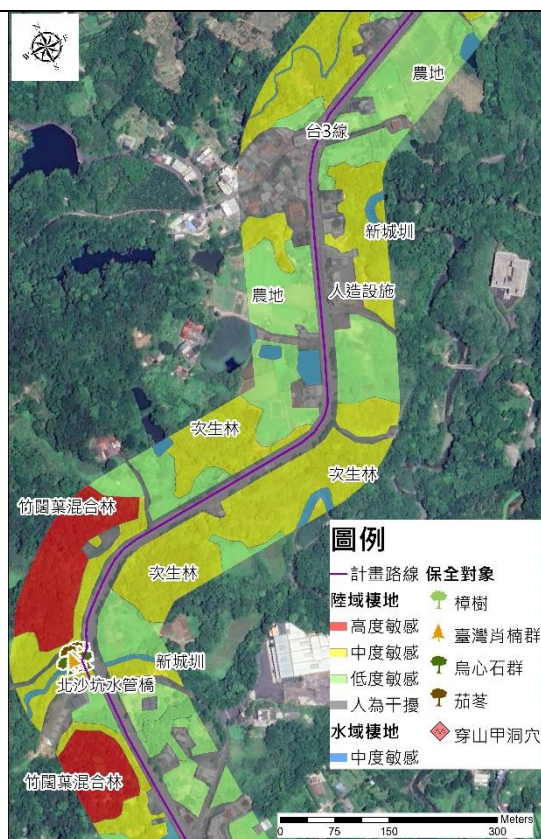 農地
台3線
新城圳
農地
人造設施
次生林
次生林
竹闊葉混合林
次生林
新城圳
北沙坑水管橋
竹闊葉混合林
圖例
計畫路線
陸域棲地
高度敏感
中度敏感
低度敏感
人為干擾
水域棲地
中度敏感
保全對象
樟樹
臺灣肖楠群
烏心石群
茄苳
穿山甲洞穴
Meters
0 75 150 300